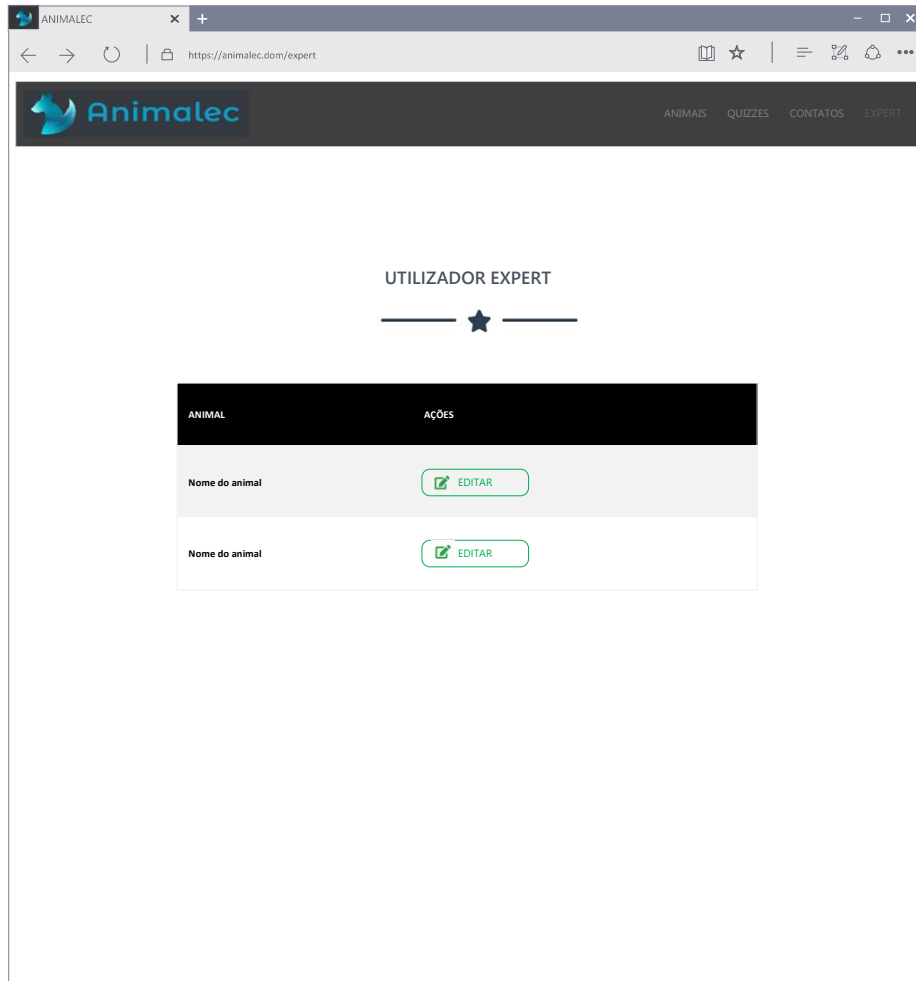 ANIMALEC
https://animalec.dom/expert
Animalec
ANIMAIS QUIZZES CONTATOS EXPERT
UTILIZADOR EXPERT
ANIMAL AÇÕES
Nome do animal EDITAR
Nome do animal EDITAR